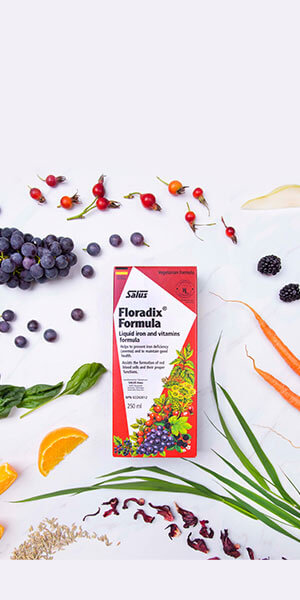 Vegetarian Formula
Salus
Floradix®
Formula
Liquid iron and vitamins
formula
Helps to prevent iron deficiency
(anemia) and to maintain good
health.
Assists the formation of red
blood cells and their proper
functions.
250 ml